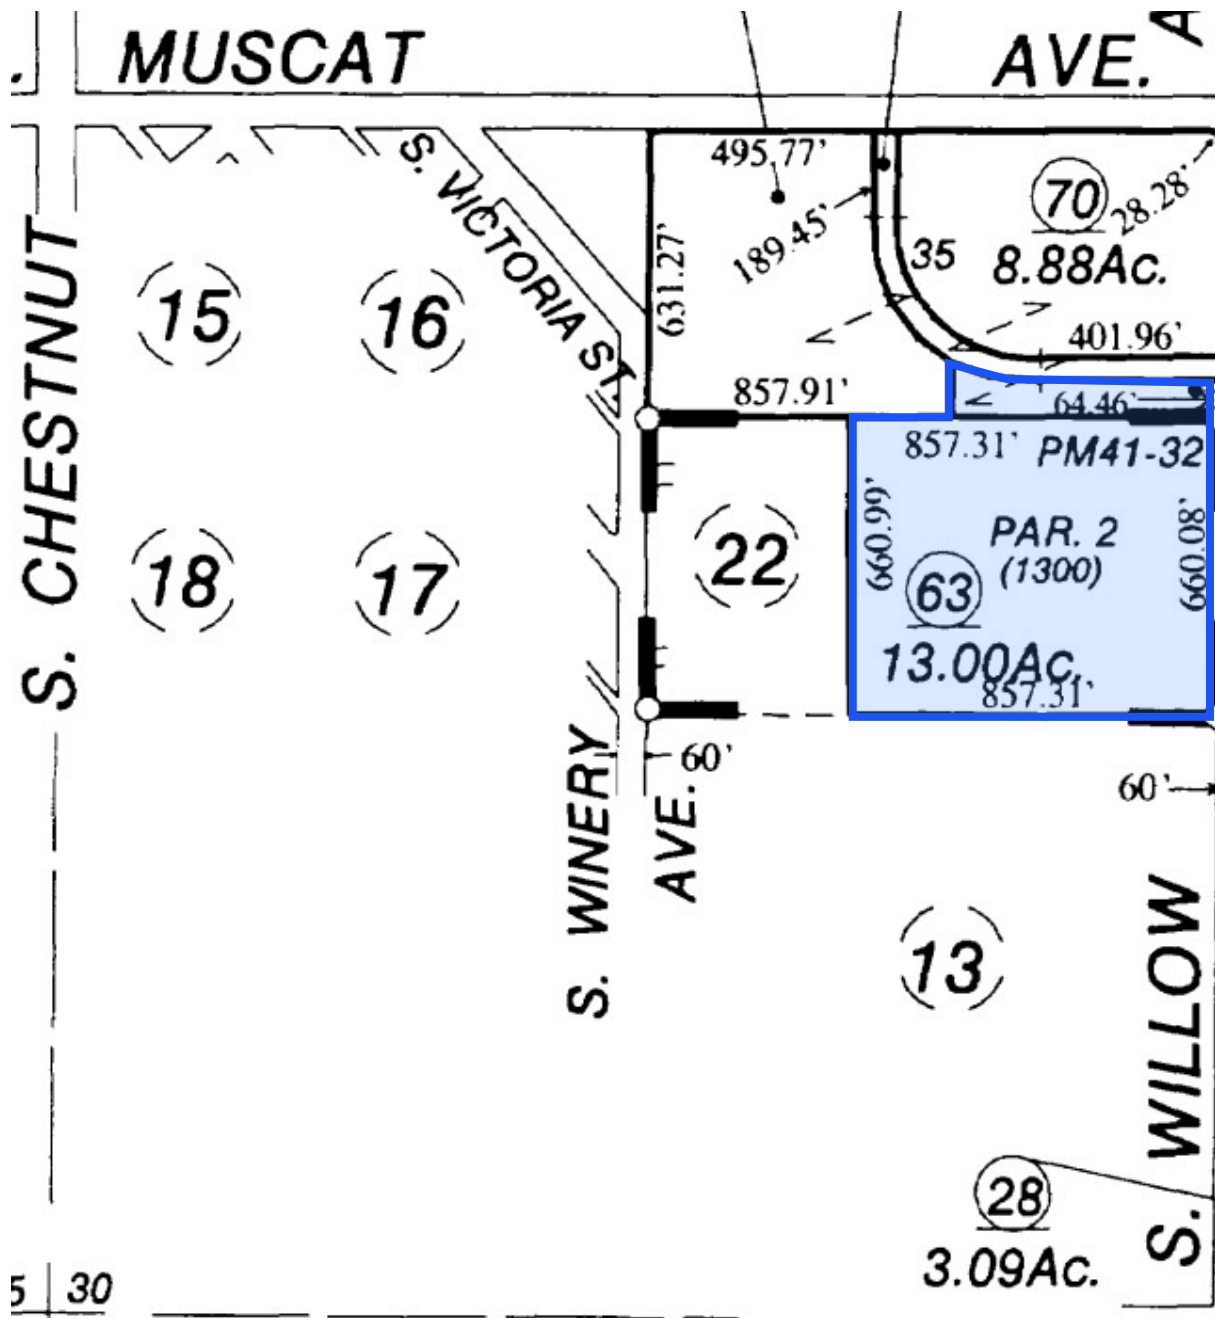 MUSCAT
AVE.
S. VICTORIA ST.
495.77'
189.45'
631.27'
35
70
28.28'
8.88Ac.
401.96'
S. CHESTNUT
15
16
857.91'
64.46'
857.31'
PM41-32
660.99'
660.08'
PAR. 2
(1300)
63
13.00Ac.
857.31'
22
18
17
60'
60'
S. WINERY
AVE.
13
S. WILLOW
28
3.09Ac.
30